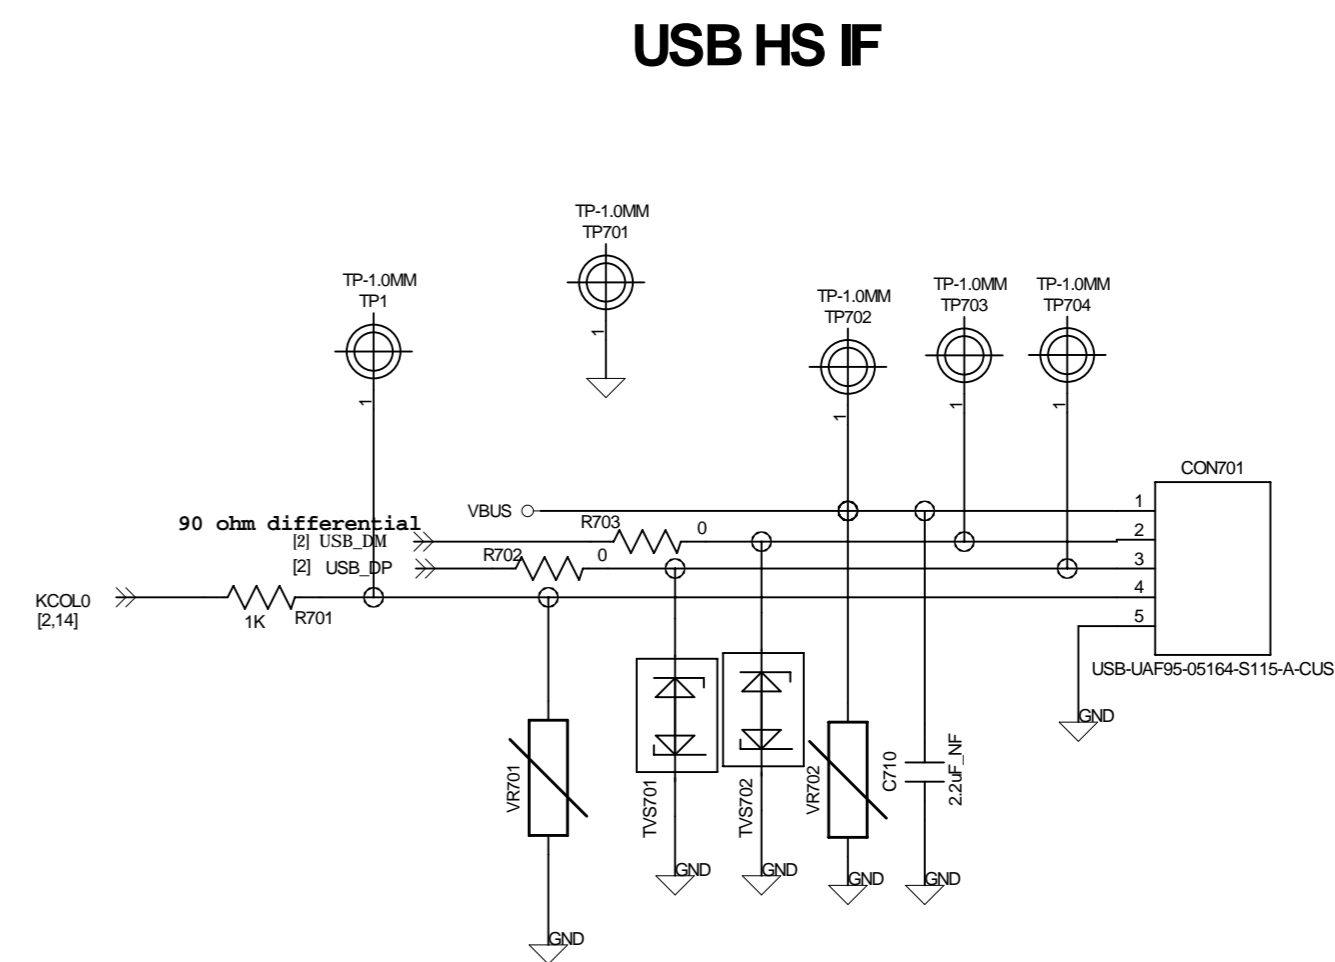 USB HS IF
TP-1.0MM
TP701
1
TP-1.0MM
TP1
1
TP-1.0MM
TP702
1
TP-1.0MM
TP703
1
TP-1.0MM
TP704
1
CON701
VBUS
1
90 ohm differential
R703
0
[2] USB_DM
2
R702
0
[2] USB_DP
3
KCOL0
[2,14]
1K
R701
4
5
USB-UAF95-05164-S115-A-CUS
GND
VR701
TVS701
TVS702
VR702
C710
2.2uF_NF
GND
GND
GND
GND
GND